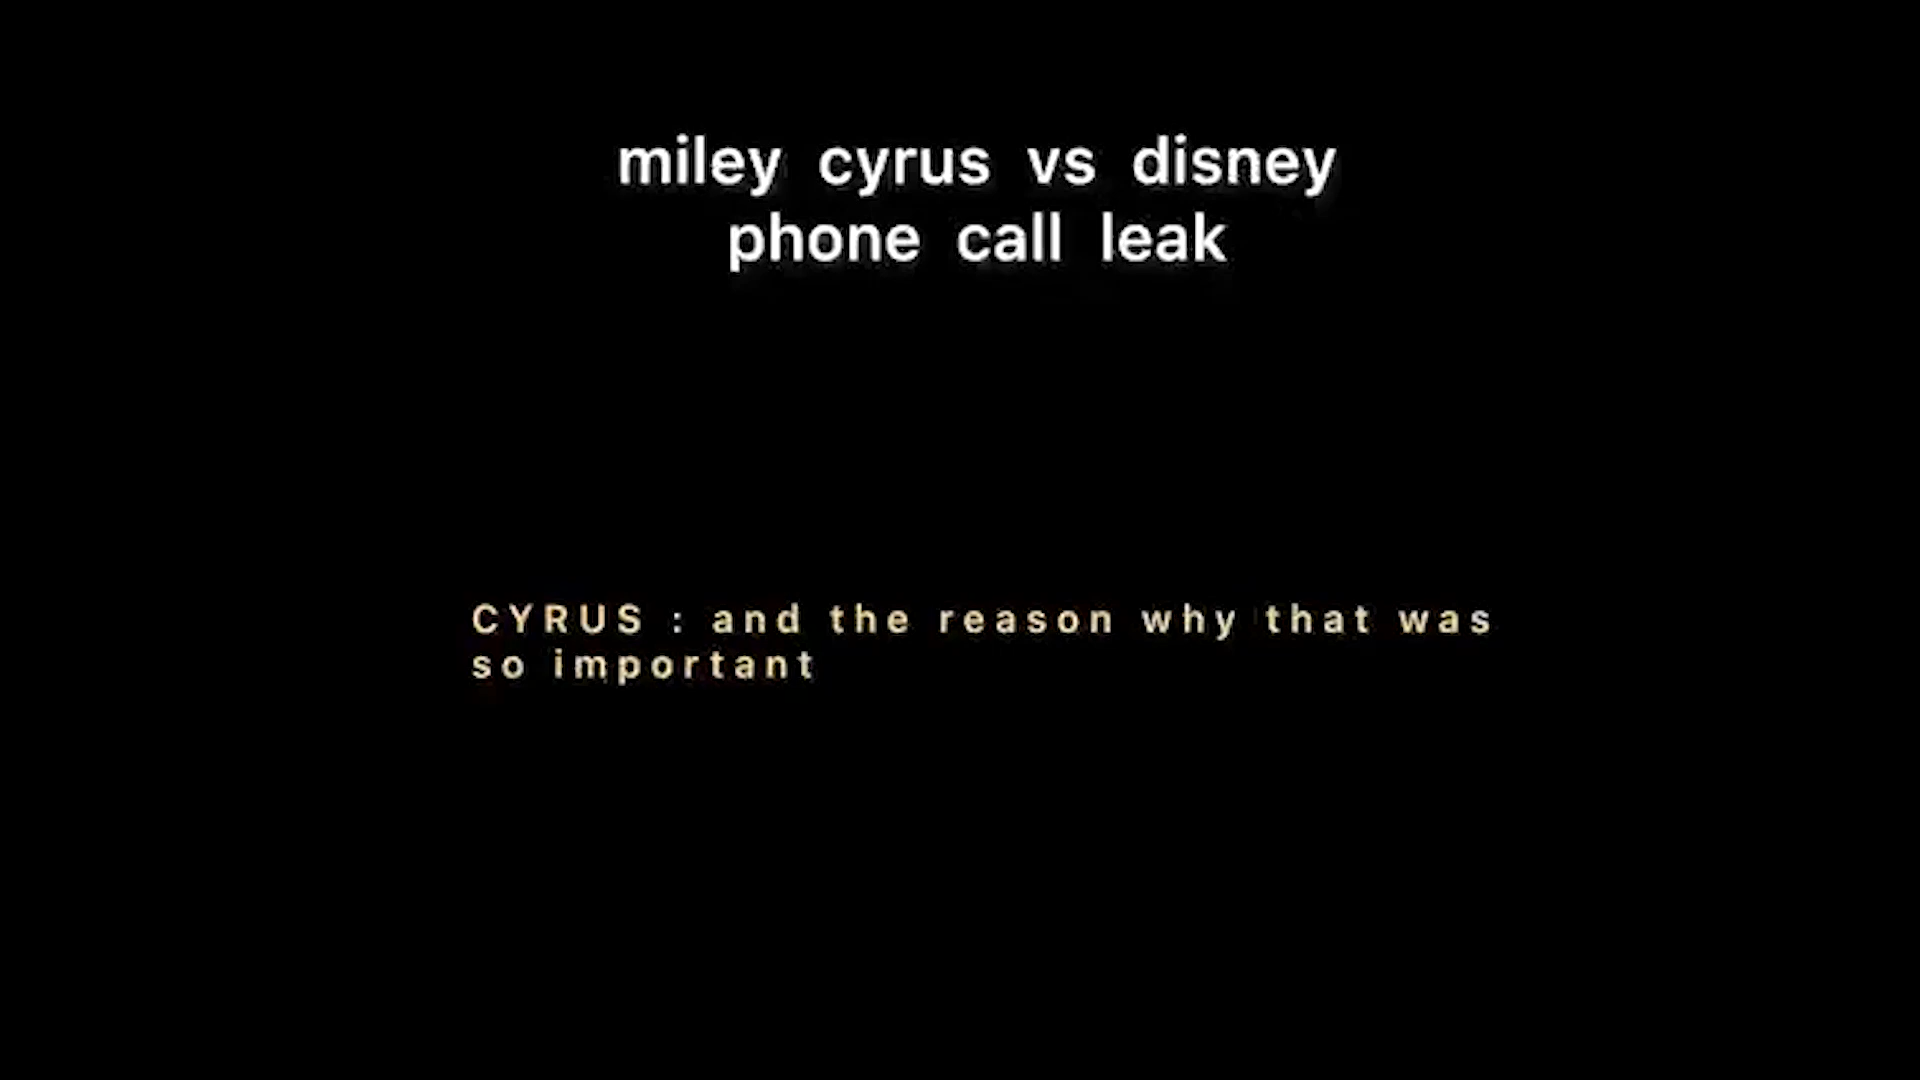 miley cyrus vs disney
phone call leak
CYRUS : and the reason why that was
so important